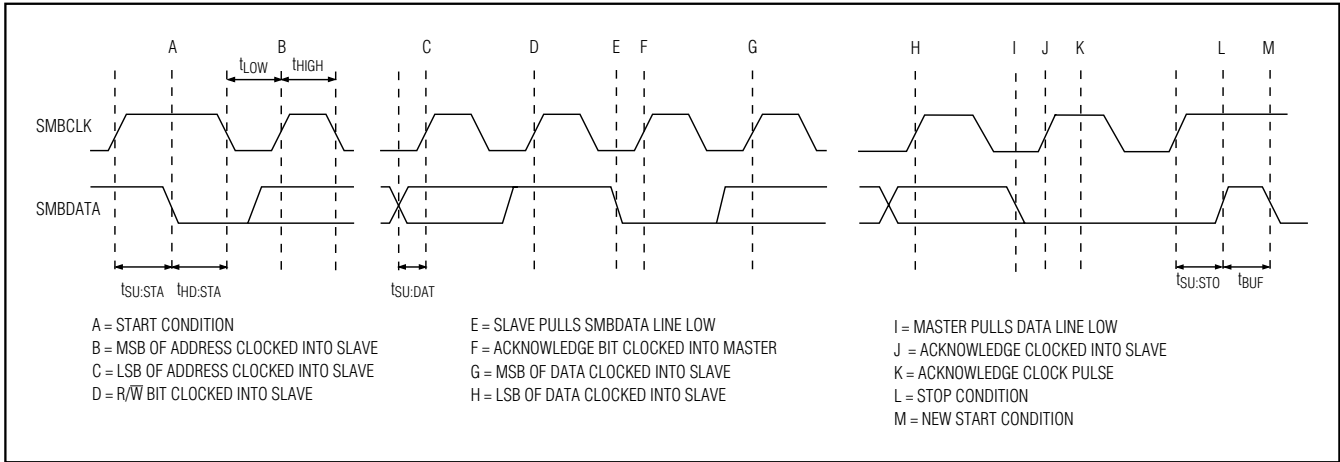 A B C D E F G H I J K L M
tLOW tHIGH
SMBCLK
SMBDATA
tSU:STA tHD:STA tSU:DAT tSU:STO tBUF
A = START CONDITION
B = MSB OF ADDRESS CLOCKED INTO SLAVE
C = LSB OF ADDRESS CLOCKED INTO SLAVE
D = R/W̅ BIT CLOCKED INTO SLAVE
E = SLAVE PULLS SMBDATA LINE LOW
F = ACKNOWLEDGE BIT CLOCKED INTO MASTER
G = MSB OF DATA CLOCKED INTO SLAVE
H = LSB OF DATA CLOCKED INTO SLAVE
I = MASTER PULLS DATA LINE LOW
J = ACKNOWLEDGE CLOCKED INTO SLAVE
K = ACKNOWLEDGE CLOCK PULSE
L = STOP CONDITION
M = NEW START CONDITION